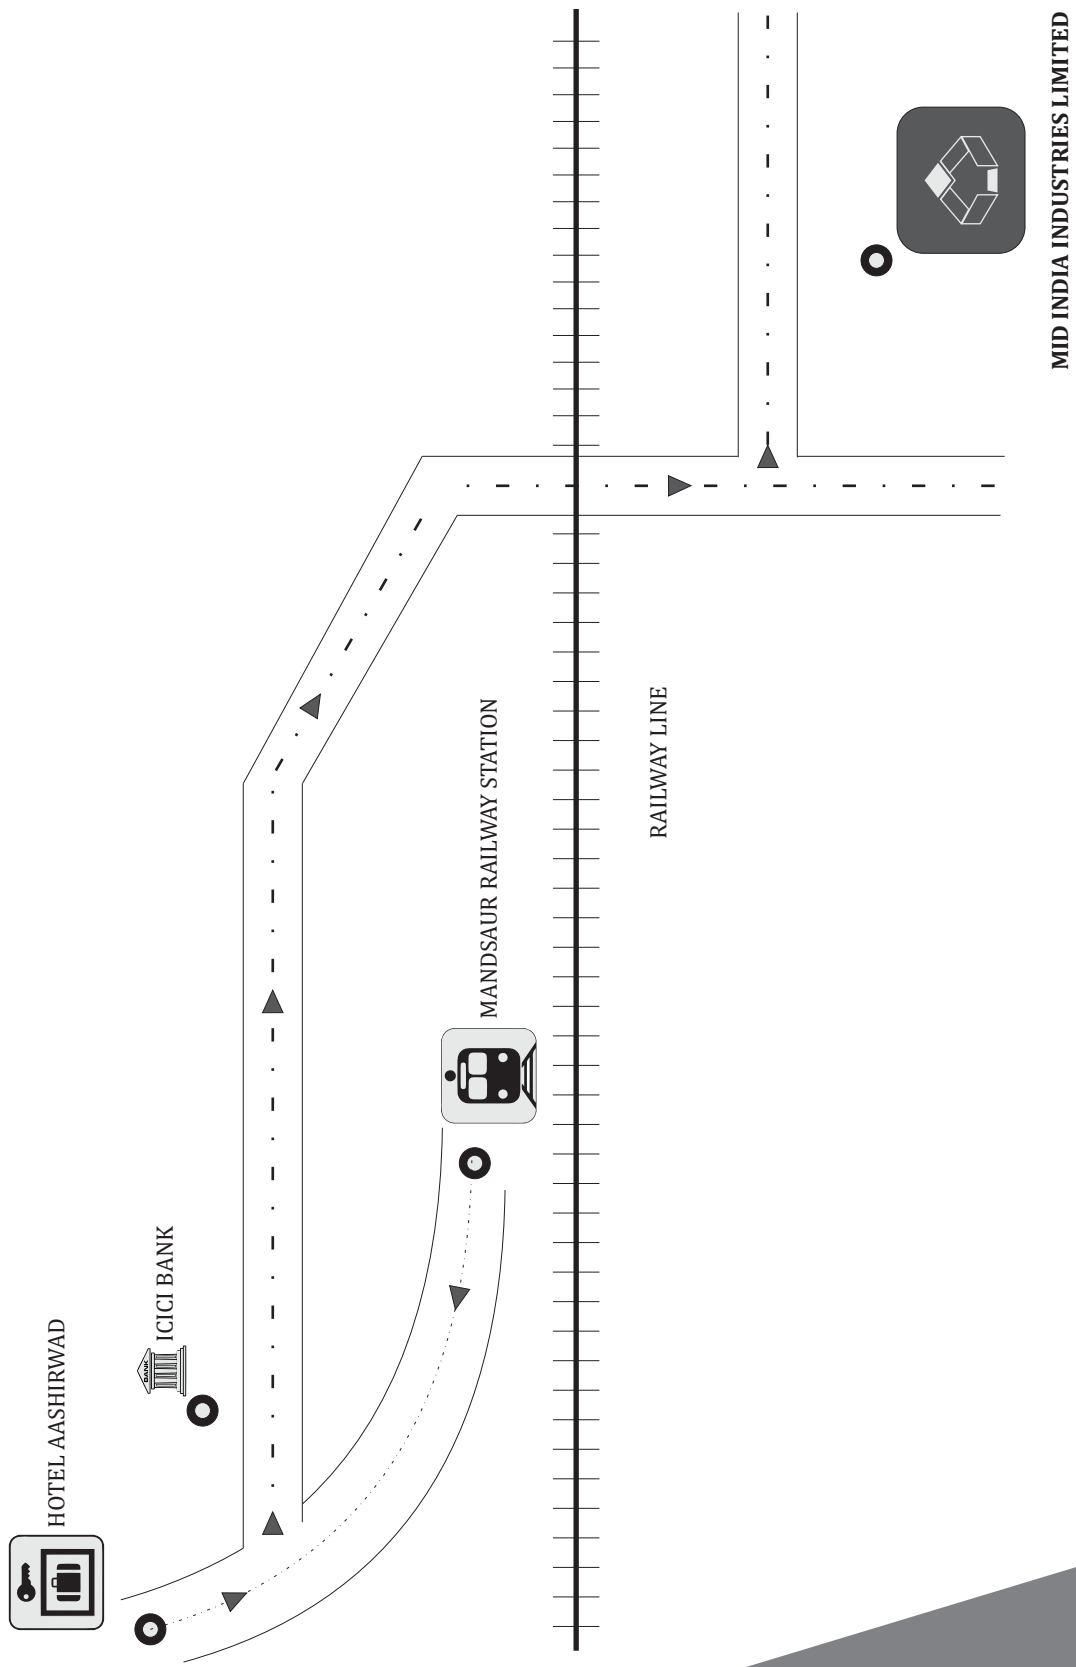 MID INDIA INDUSTRIES LIMITED
RAILWAY LINE
MANDSAUR RAILWAY STATION
BANK
ICICI BANK
HOTEL AASHIRWAD